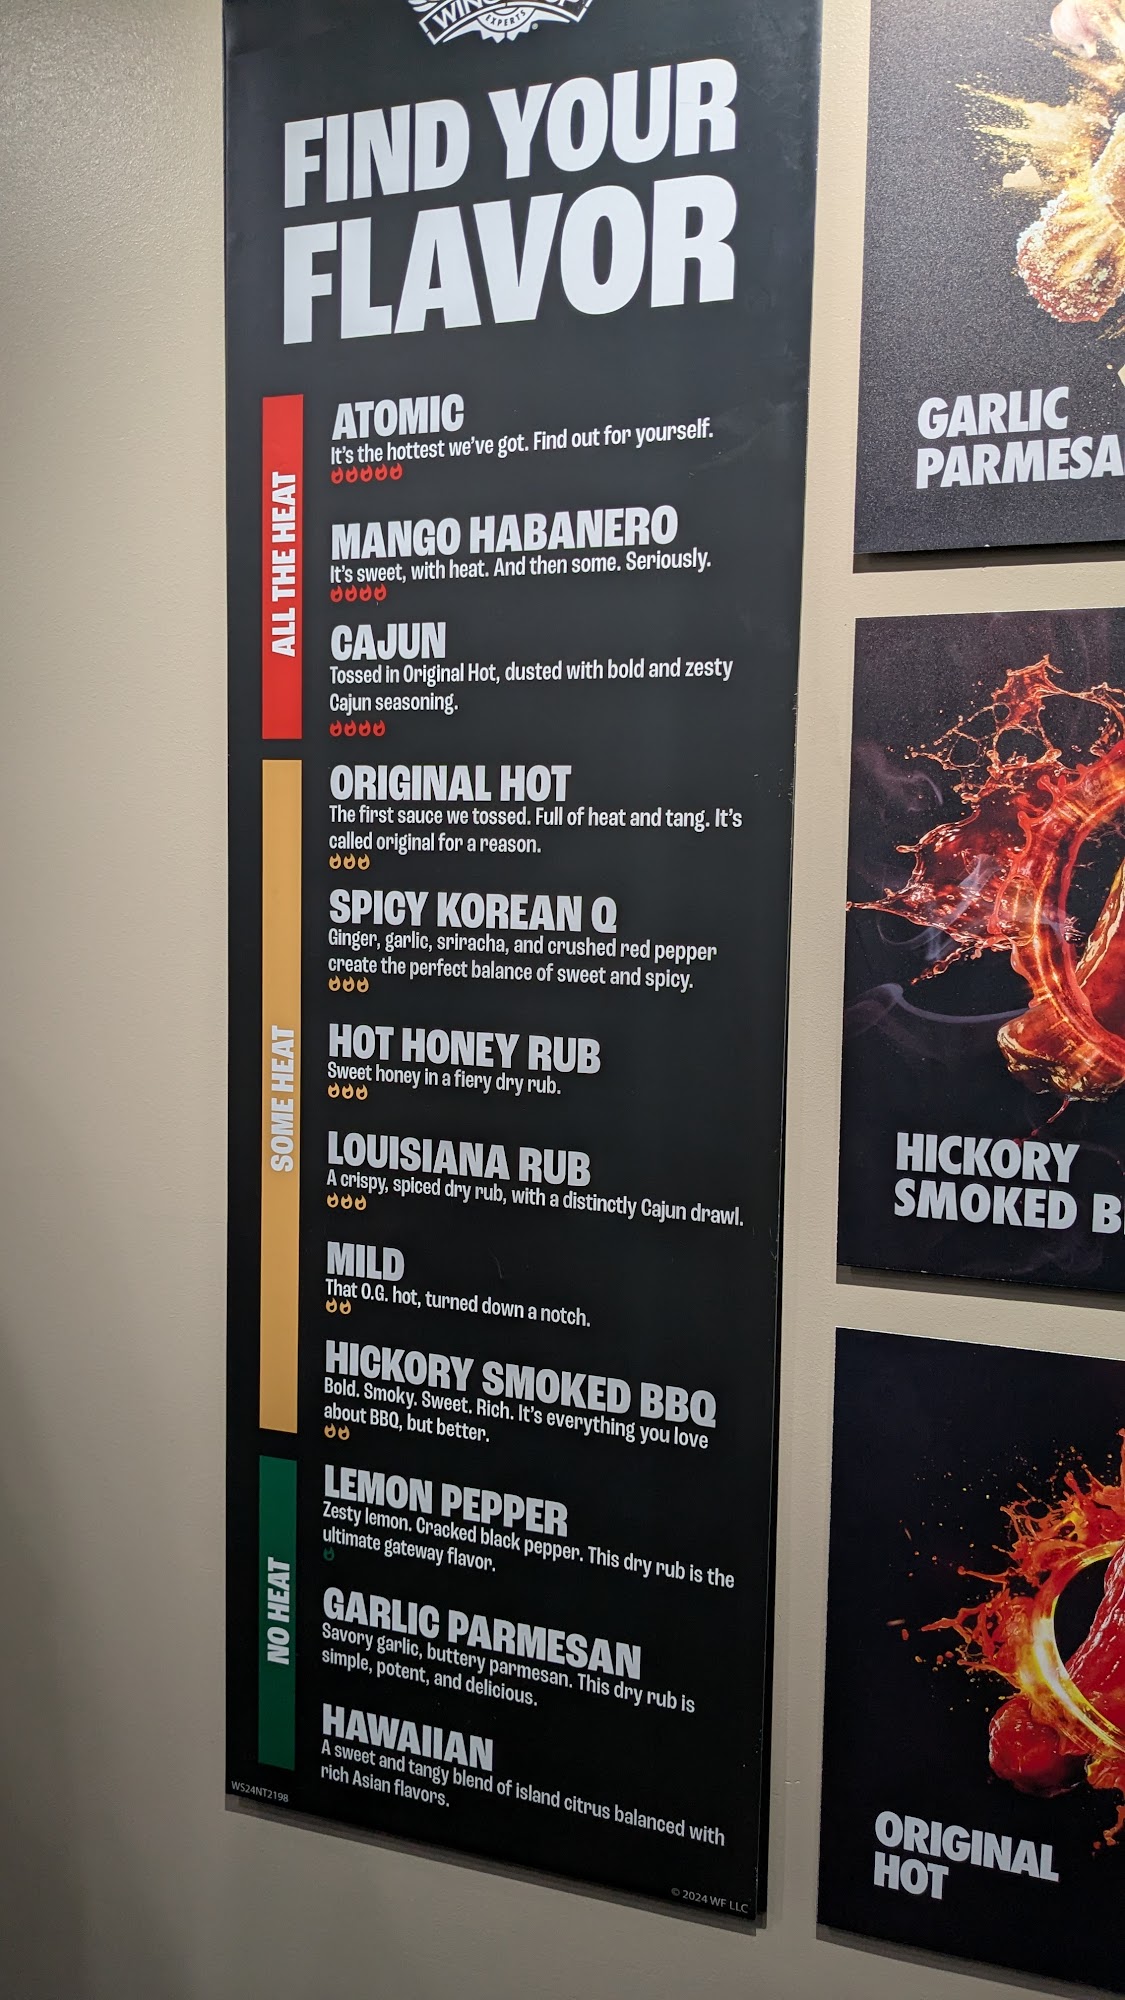 EXPERTS
FIND YOUR
FLAVOR
ALL THE HEAT
ATOMIC
It's the hottest we've got. Find out for yourself.
MANGO HABANERO
It's sweet, with heat. And then some. Seriously.
CAJUN
Tossed in Original Hot, dusted with bold and zesty
Cajun seasoning.
SOME HEAT
ORIGINAL HOT
The first sauce we tossed. Full of heat and tang. It's
called original for a reason.
SPICY KOREAN Q
Ginger, garlic, sriracha, and crushed red pepper
create the perfect balance of sweet and spicy.
HOT HONEY RUB
Sweet honey in a fiery dry rub.
LOUISIANA RUB
A crispy, spiced dry rub, with a distinctly Cajun drawl.
MILD
That O.G. hot, turned down a notch.
HICKORY SMOKED BBQ
Bold. Smoky. Sweet. Rich. It's everything you love
about BBQ, but better.
NO HEAT
LEMON PEPPER
Zesty lemon. Cracked black pepper. This dry rub is the
ultimate gateway flavor.
GARLIC PARMESAN
Savory garlic, buttery parmesan. This dry rub is
simple, potent, and delicious.
HAWAIIAN
A sweet and tangy blend of island citrus balanced with
rich Asian flavors.
WS24NT2198
© 2024 WF LLC
GARLIC
PARMESA
HICKORY
SMOKED B
ORIGINAL
HOT